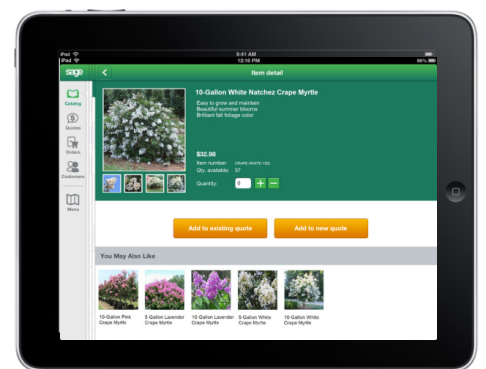 iPad 9:41 AM
iPad 12:16 PM 98%
sage
Item detail
Catalog
Quotes
Orders
Customers
Menu
10-Gallon White Natchez Crape Myrtle
Easy to grow and maintain
Beautiful summer blooms
Brilliant fall foliage color
$32.98
Item number:
Qty. available: 37
Quantity: 0 + −
Add to existing quote Add to new quote
You May Also Like
10-Gallon Pink
Crape Myrtle
5-Gallon Lavender
Crape Myrtle
10-Gallon Lavender
Crape Myrtle
5-Gallon White
Crape Myrtle
10-Gallon White
Crape Myrtle